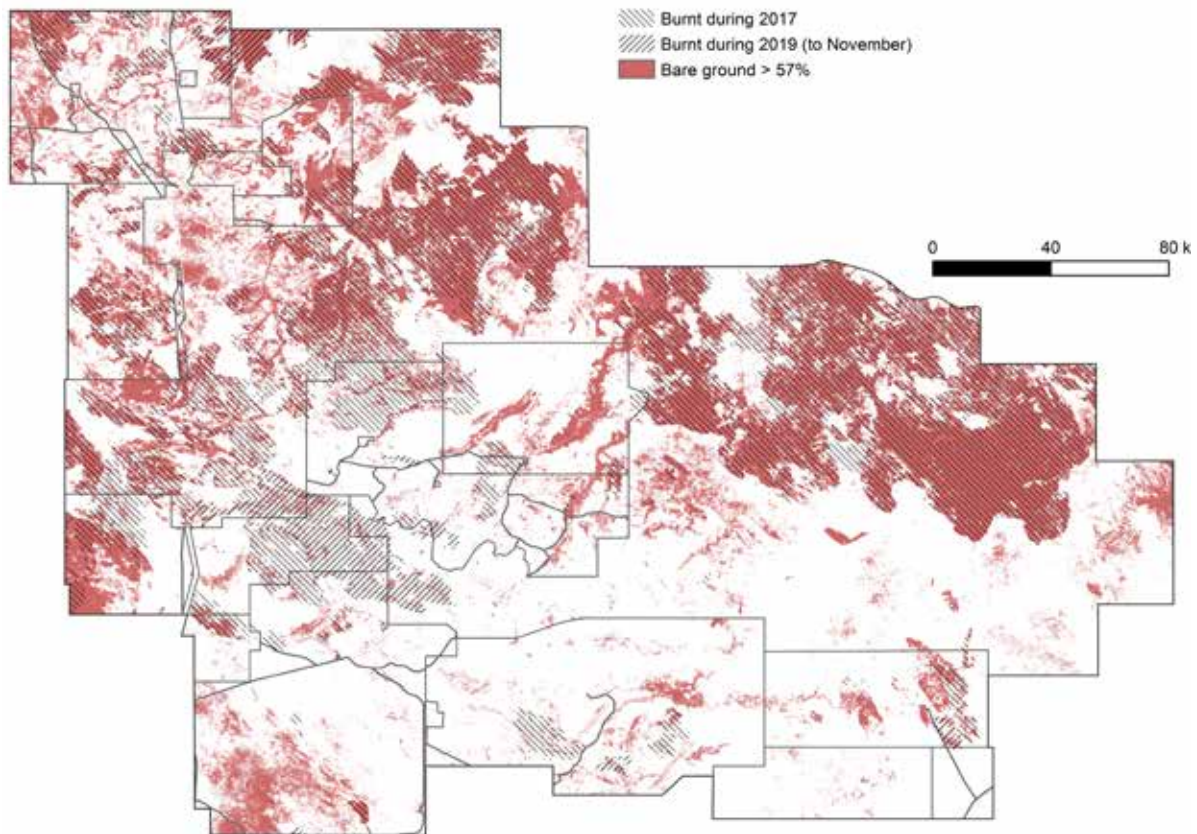 Burnt during 2017
Burnt during 2019 (to November)
Bare ground > 57%
0 40 80 k